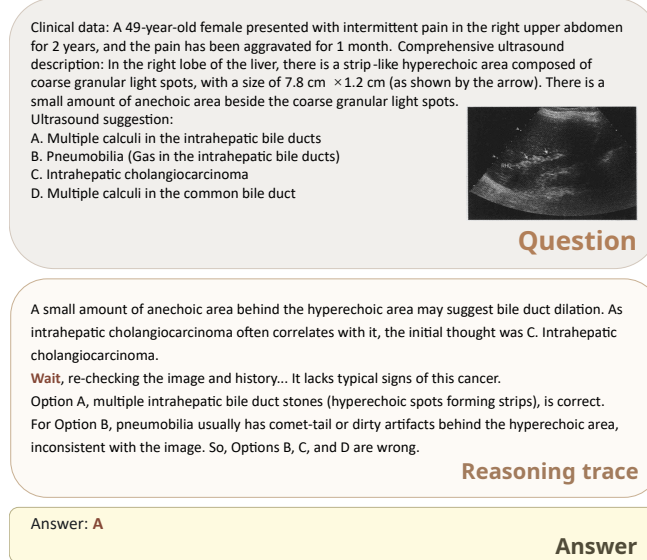 Clinical data: A 49-year-old female presented with intermittent pain in the right upper abdomen
for 2 years, and the pain has been aggravated for 1 month. Comprehensive ultrasound
description: In the right lobe of the liver, there is a strip-like hyperechoic area composed of
coarse granular light spots, with a size of 7.8 cm ×1.2 cm (as shown by the arrow). There is a
small amount of anechoic area beside the coarse granular light spots.
Ultrasound suggestion:
A. Multiple calculi in the intrahepatic bile ducts
B. Pneumobilia (Gas in the intrahepatic bile ducts)
C. Intrahepatic cholangiocarcinoma
D. Multiple calculi in the common bile duct
Question
A small amount of anechoic area behind the hyperechoic area may suggest bile duct dilation. As
intrahepatic cholangiocarcinoma often correlates with it, the initial thought was C. Intrahepatic
cholangiocarcinoma.
Wait, re-checking the image and history... It lacks typical signs of this cancer.
Option A, multiple intrahepatic bile duct stones (hyperechoic spots forming strips), is correct.
For Option B, pneumobilia usually has comet-tail or dirty artifacts behind the hyperechoic area,
inconsistent with the image. So, Options B, C, and D are wrong.
Reasoning trace
Answer: A
Answer